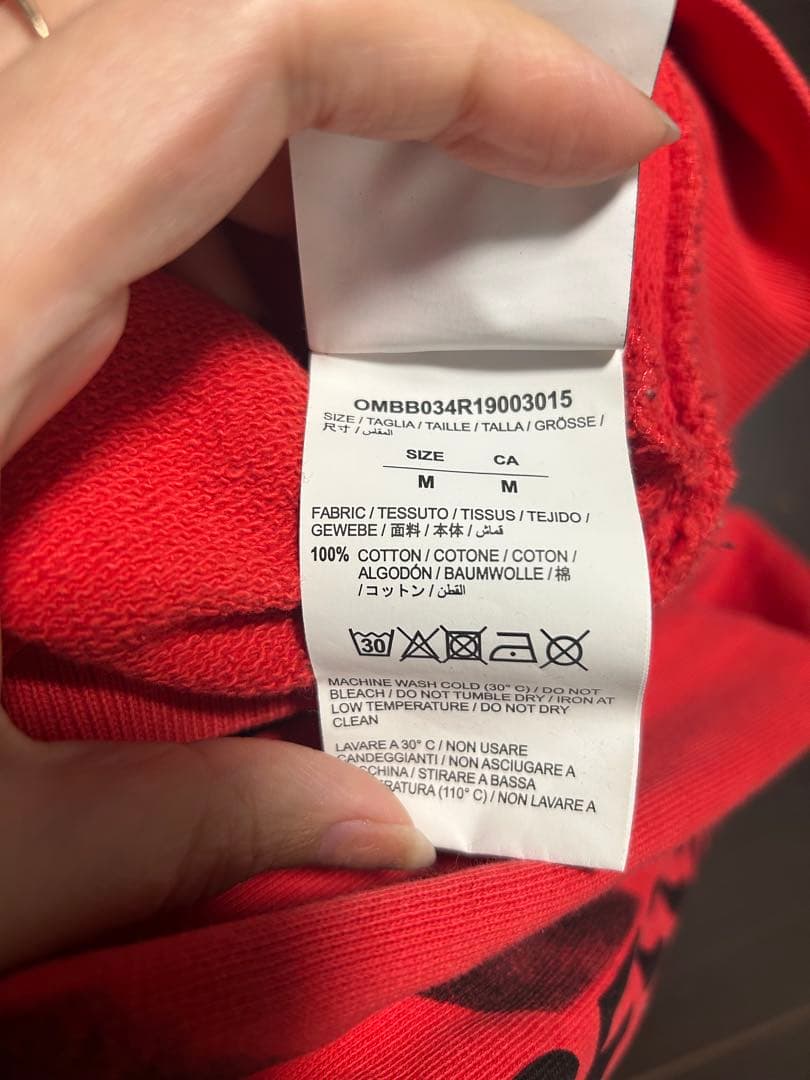 OMBB034R19003015
SIZE / TAGLIA / TAILLE / TALLA / GRÖSSE /
尺寸 / المقاس
SIZE CA
M M
FABRIC / TESSUTO / TISSUS / TEJIDO /
GEWEBE / 面料 / 本体 / قماش
100% COTTON / COTONE / COTON /
ALGODÓN / BAUMWOLLE / 棉
/ コットン / القطن
30
MACHINE WASH COLD (30° C) / DO NOT
BLEACH / DO NOT TUMBLE DRY / IRON AT
LOW TEMPERATURE / DO NOT DRY
CLEAN
LAVARE A 30° C / NON USARE
CANDEGGIANTI / NON ASCIUGARE A
CCHINA / STIRARE A BASSA
RATURA (110° C) / NON LAVARE A